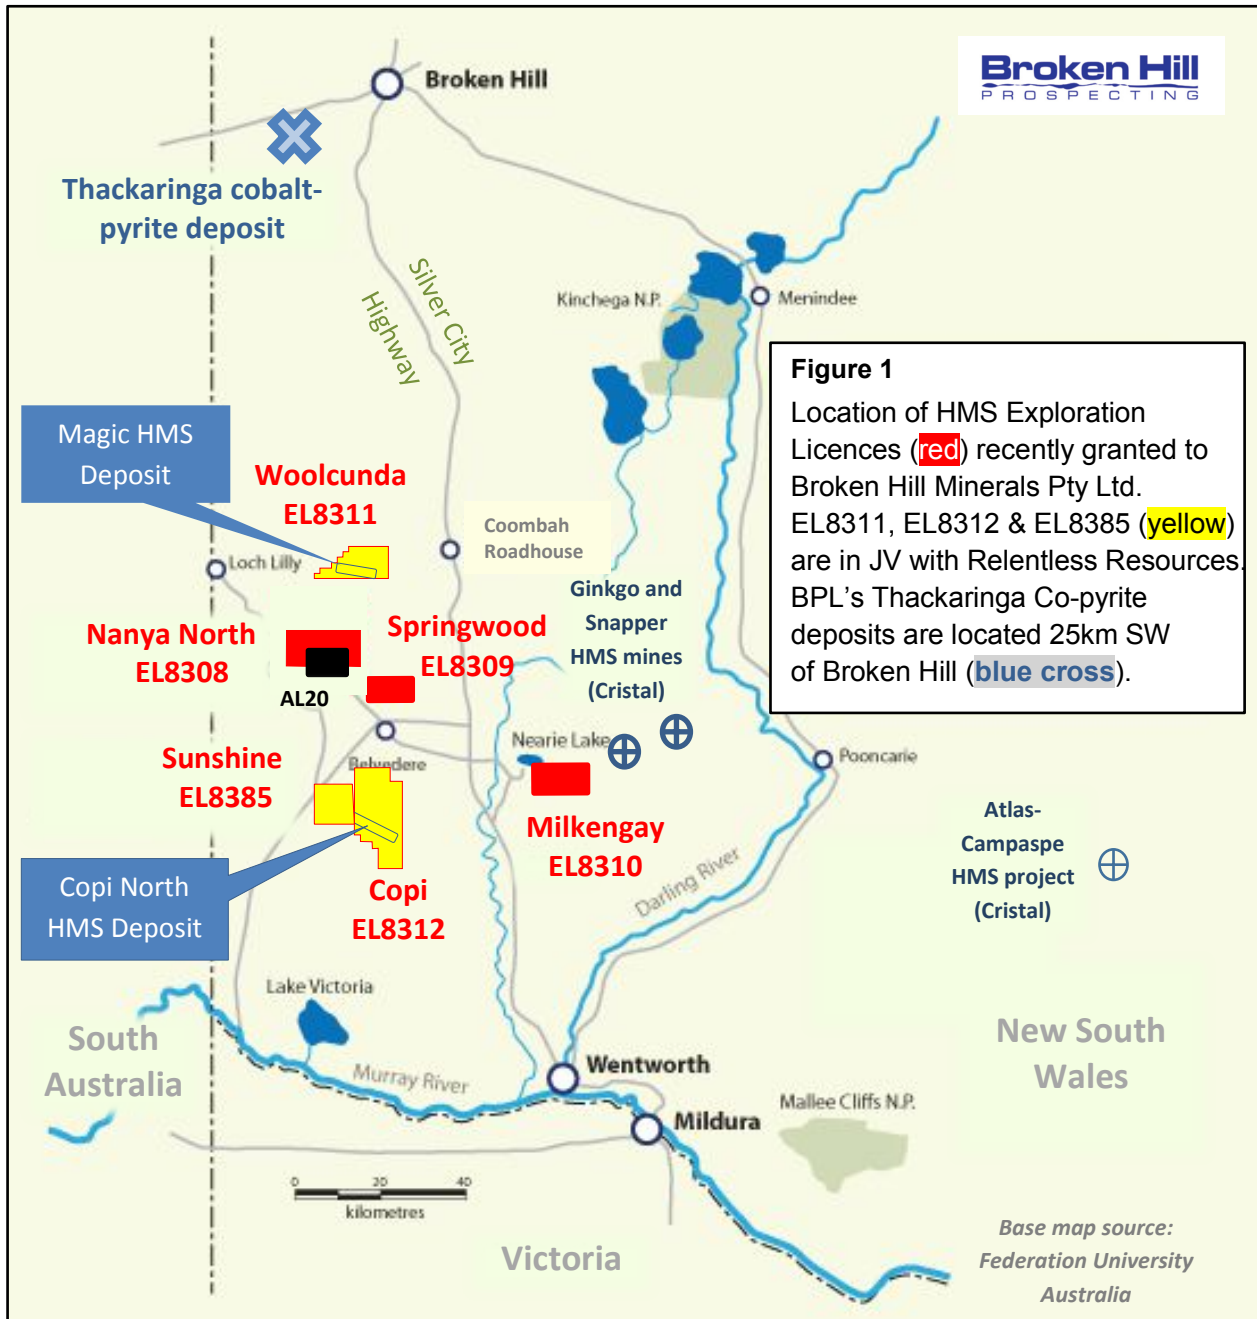 Broken Hill
PROSPECTING
Broken Hill
Thackaringa cobalt-
pyrite deposit
Silver City
Highway
Kinchega N.P.
Menindee
Figure 1
Location of HMS Exploration
Licences (red) recently granted to
Broken Hill Minerals Pty Ltd.
EL8311, EL8312 & EL8385 (yellow)
are in JV with Relentless Resources.
BPL's Thackaringa Co-pyrite
deposits are located 25km SW
of Broken Hill (blue cross).
Magic HMS
Deposit
Woolcunda
EL8311
Coombah
Roadhouse
Loch Lilly
Ginkgo and
Snapper
HMS mines
(Cristal)
Nanya North
EL8308
Springwood
EL8309
AL20
Nearie Lake
Belvedere
Pooncarie
Sunshine
EL8385
Milkengay
EL8310
Atlas-
Campaspe
HMS project
(Cristal)
Darling River
Copi North
HMS Deposit
Copi
EL8312
Lake Victoria
South
Australia
New South
Wales
Murray River
Wentworth
Mildura
Mallee Cliffs N.P.
0 20 40
kilometres
Victoria
Base map source:
Federation University
Australia